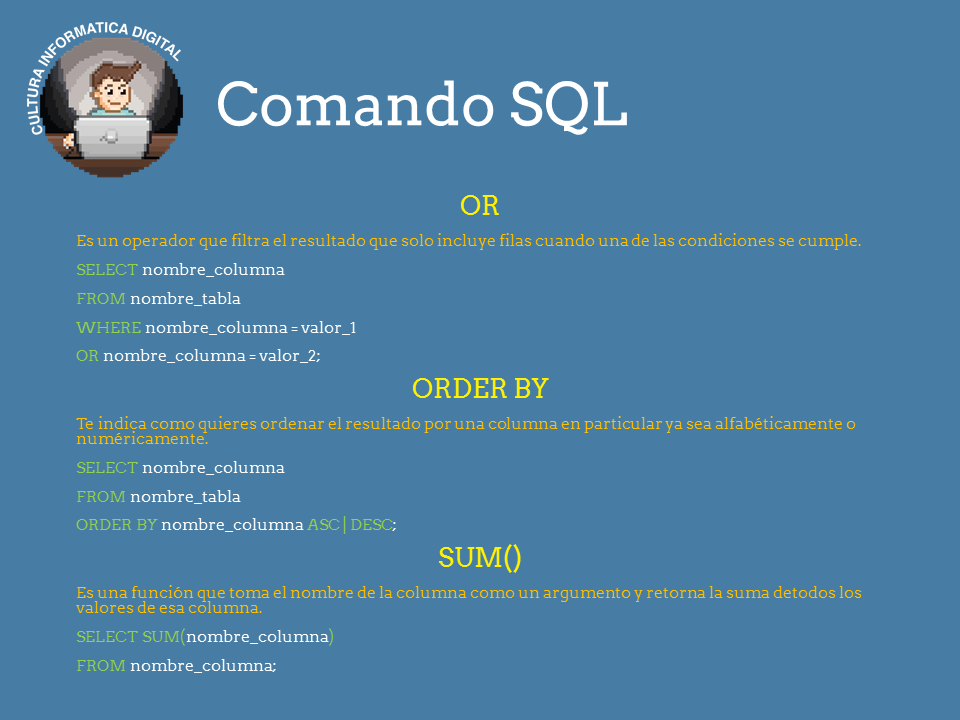 CULTURA INFORMATICA DIGITAL
Comando SQL
OR
Es un operador que filtra el resultado que solo incluye filas cuando una de las condiciones se cumple.
SELECT nombre_columna
FROM nombre_tabla
WHERE nombre_columna = valor_1
OR nombre_columna = valor_2;
ORDER BY
Te indica como quieres ordenar el resultado por una columna en particular ya sea alfabéticamente o
numéricamente.
SELECT nombre_columna
FROM nombre_tabla
ORDER BY nombre_columna ASC|DESC;
SUM()
Es una función que toma el nombre de la columna como un argumento y retorna la suma detodos los
valores de esa columna.
SELECT SUM(nombre_columna)
FROM nombre_columna;